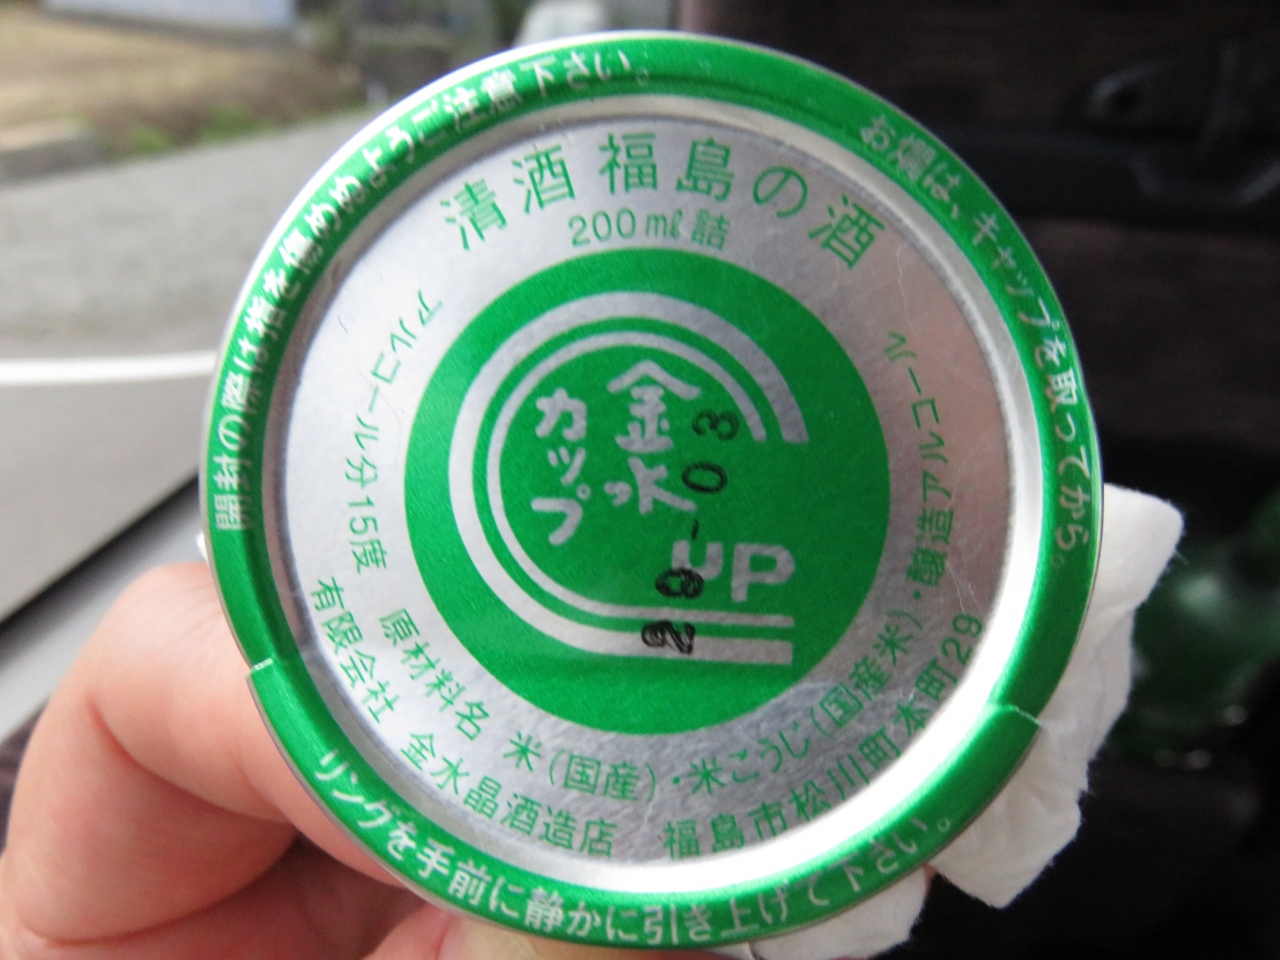 開封の際は指を傷めぬようご注意下さい。
お燗は、キャップを取ってから。
リングを手前に静かに引き上げて下さい。
清酒 福島の酒
200mℓ詰
アルコール分15度
原材料名 米(国産)・米こうじ(国産米)・醸造アルコール
有限会社 金水晶酒造店 福島市松川町本町29
金水
カップ
UP
20-03